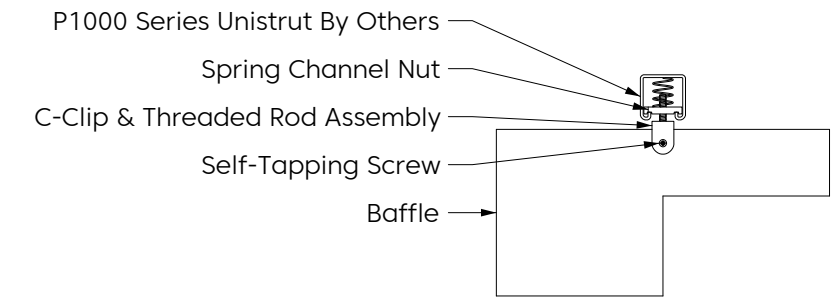 P1000 Series Unistrut By Others
Spring Channel Nut
C-Clip & Threaded Rod Assembly
Self-Tapping Screw
Baffle